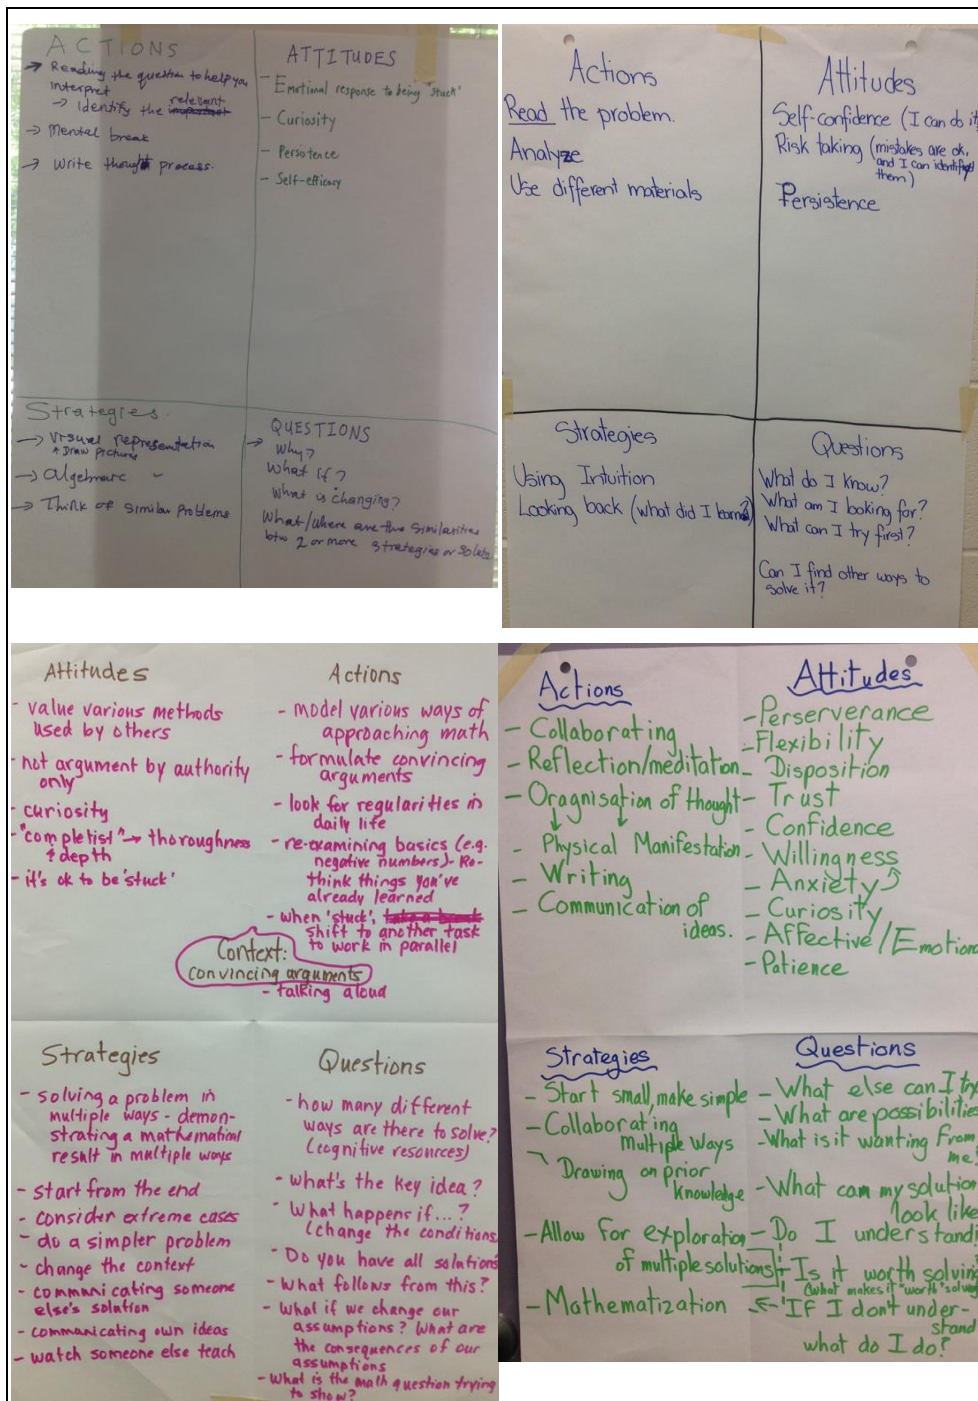 ACTIONS
→ Reading the question to help you
interpret
→ Identify the relevant
→ Mental break
→ Write thought process.
ATTITUDES
- Emotional response to being 'stuck'
- Curiosity
- Persistence
- Self-efficacy
Strategies.
→ Visual representation
* Draw pictures
→ algebraic
→ Think of similar problems
QUESTIONS
→ Why?
What if?
What is changing?
What/where are the similarities
btw 2 or more strategies or solutns
Actions
Read the problem.
Analyze
Use different materials
Attitudes
Self-confidence (I can do it
Risk taking (mistakes are ok,
and I can identify
them)
Persistence
Strategies
Using Intuition
Looking back (what did I learn?)
Questions
What do I know?
What am I looking for?
What can I try first?
Can I find other ways to
solve it?
Attitudes
- value various methods
used by others
- not argument by authority
only
- curiosity
- "completist" → thoroughness
& depth
- it's ok to be 'stuck'
Actions
- model various ways of
approaching math
- formulate convincing
arguments
- look for regularities in
daily life
- re-examining basics (e.g.
negative numbers) - Re-
think things you've
already learned
- when 'stuck', take a break
shift to another task
to work in parallel
- talking aloud
Context:
convincing arguments
Strategies
- solving a problem in
multiple ways - demon-
strating a mathematical
result in multiple ways
- start from the end
- consider extreme cases
- do a simpler problem
- change the context
- communicating someone
else's solution
- communicating own ideas
- watch someone else teach
Questions
- how many different
ways are there to solve?
(cognitive resources)
- what's the key idea?
- What happens if...?
(change the conditions
- Do you have all solutions
- What follows from this?
- what if we change our
assumptions? What are
the consequences of our
assumptions
- What is the math question trying
to show?
Actions
- Collaborating
- Reflection/meditation
- Oragnisation of thought
- Physical Manifestation
- Writing
- Communication of
ideas.
Attitudes
- Perserverance
- Flexibility
- Disposition
- Trust
- Confidence
- Willingness
- Anxiety
- Curiosity
- Affective/Emotiona
- Patience
Strategies
- Start small, make simple
- Collaborating
Multiple Ways
Drawing on prior
knowledge
- Allow for exploration
of multiple solutions
- Mathematization
Questions
- What else can I try
- What are possibilities
- What is it wanting from
me?
- What can my solution
look like
- Do I understand?
- Is it worth solving
(what makes it "worth" solving
- If I don't under-
stand
what do I do?